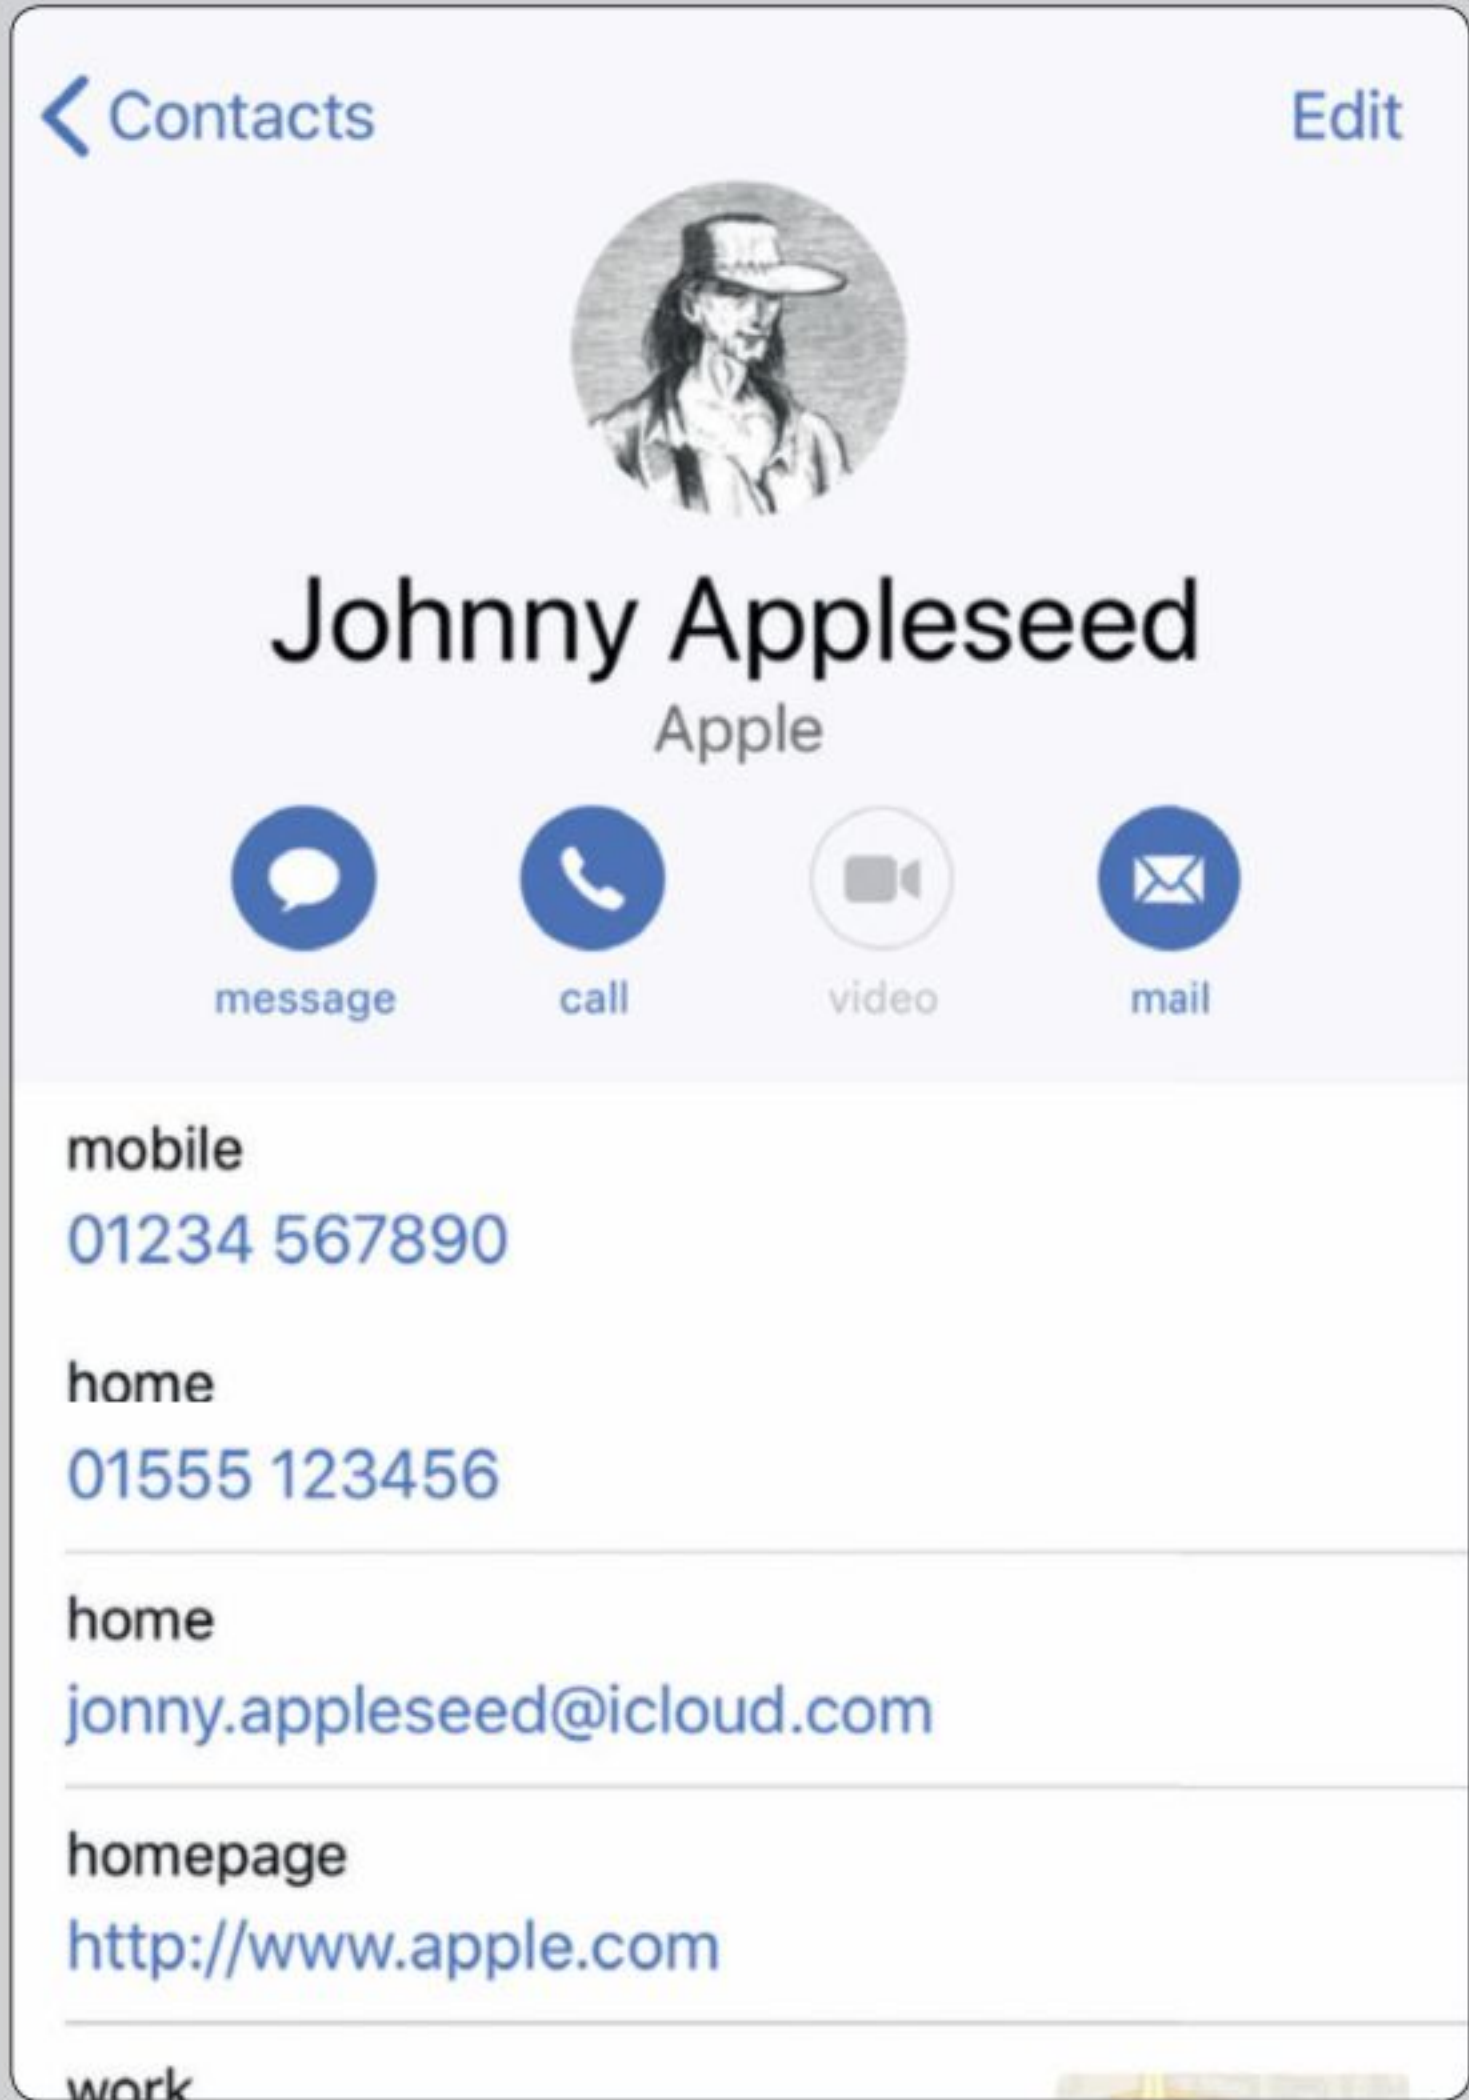 Contacts
Edit
Johnny Appleseed
Apple
message
call
video
mail
mobile
01234 567890
home
01555 123456
home
jonny.appleseed@icloud.com
homepage
http://www.apple.com
work